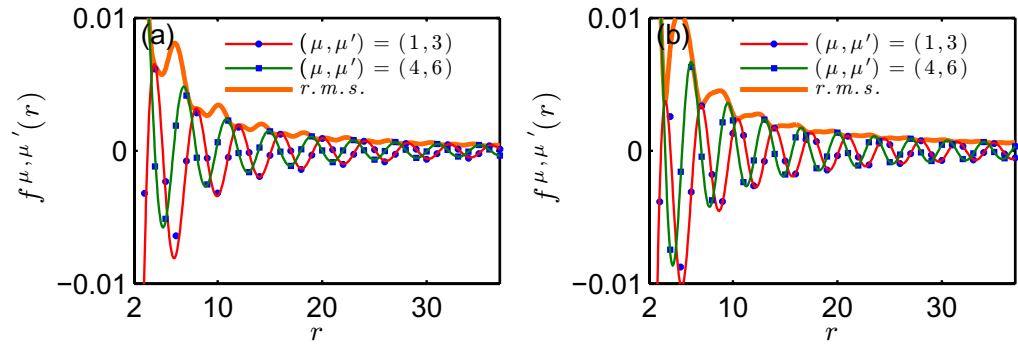 (a)
(μ, μ′) = (1, 3)
(μ, μ′) = (4, 6)
r.m.s.
0.01
0
−0.01
f^{μ, μ′}(r)
2 10 20 30
r
(b)
(μ, μ′) = (1, 3)
(μ, μ′) = (4, 6)
r.m.s.
0.01
0
−0.01
f^{μ, μ′}(r)
2 10 20 30
r